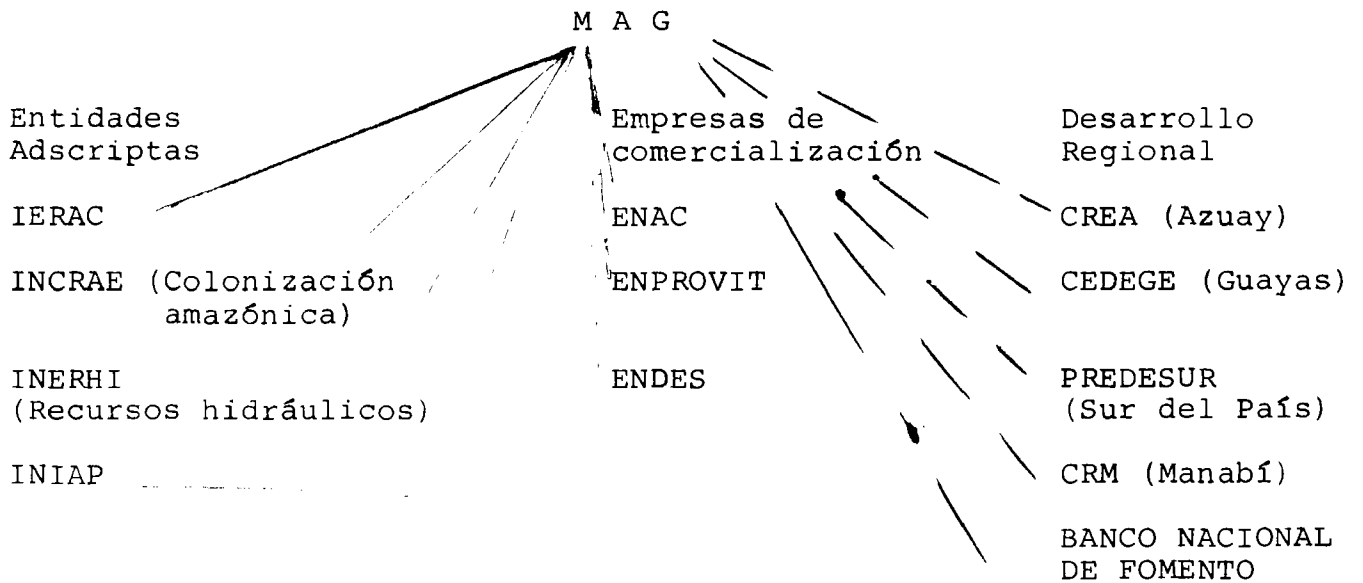 M A G
Entidades
Adscriptas
IERAC
INCRAE (Colonización
amazónica)
INERHI
(Recursos hidráulicos)
INIAP
Empresas de
comercialización
ENAC
ENPROVIT
ENDES
Desarrollo
Regional
CREA (Azuay)
CEDEGE (Guayas)
PREDESUR
(Sur del País)
CRM (Manabí)
BANCO NACIONAL
DE FOMENTO